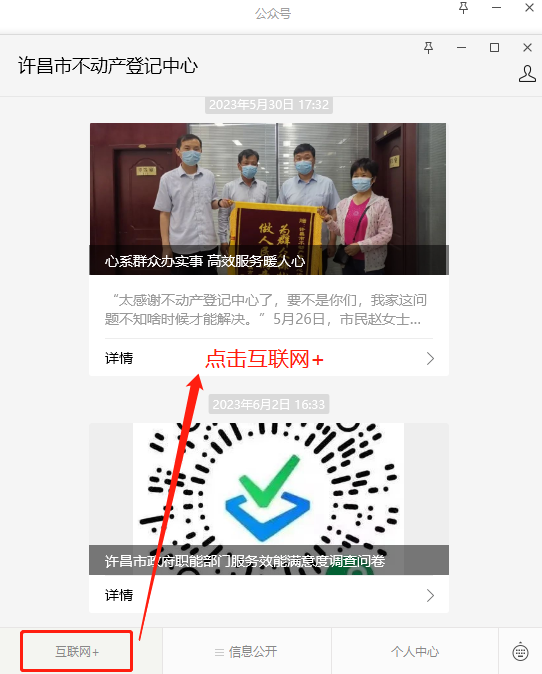 公众号
许昌市不动产登记中心
2023年5月30日 17:32
为群
做人
心系群众办实事 高效服务暖人心
“太感谢不动产登记中心了，要不是你们，我家这问
题不知啥时候才能解决。”5月26日，市民赵女士...
详情
点击互联网+
2023年6月2日 16:33
许昌市政府职能部门服务效能满意度调查问卷
详情
互联网+
信息公开
个人中心